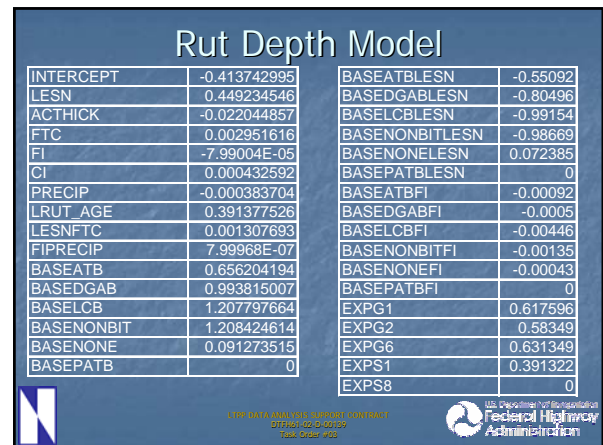 Rut Depth Model
INTERCEPT -0.413742995
LESN 0.449234546
ACTHICK -0.022044857
FTC 0.002951616
FI -7.99004E-05
CI 0.000432592
PRECIP -0.000383704
LRUT_AGE 0.391377526
LESNFTC 0.001307693
FIPRECIP 7.99968E-07
BASEATB 0.656204194
BASEDGAB 0.993815007
BASELCB 1.207797664
BASENONBIT 1.208424614
BASENONE 0.091273515
BASEPATB 0
BASEATBLESN -0.55092
BASEDGABLESN -0.80496
BASELCBLESN -0.99154
BASENONBITLESN -0.98669
BASENONELESN 0.072385
BASEPATBLESN 0
BASEATBFI -0.00092
BASEDGABFI -0.0005
BASELCBFI -0.00446
BASENONBITFI -0.00135
BASENONEFI -0.00043
BASEPATBFI 0
EXPG1 0.617596
EXPG2 0.58349
EXPG6 0.631349
EXPS1 0.391322
EXPS8 0
LTPP DATA ANALYSIS SUPPORT CONTRACT
DTFH61-02-D-00139
Task Order #03
U.S. Department of Transportation
Federal Highway
Administration